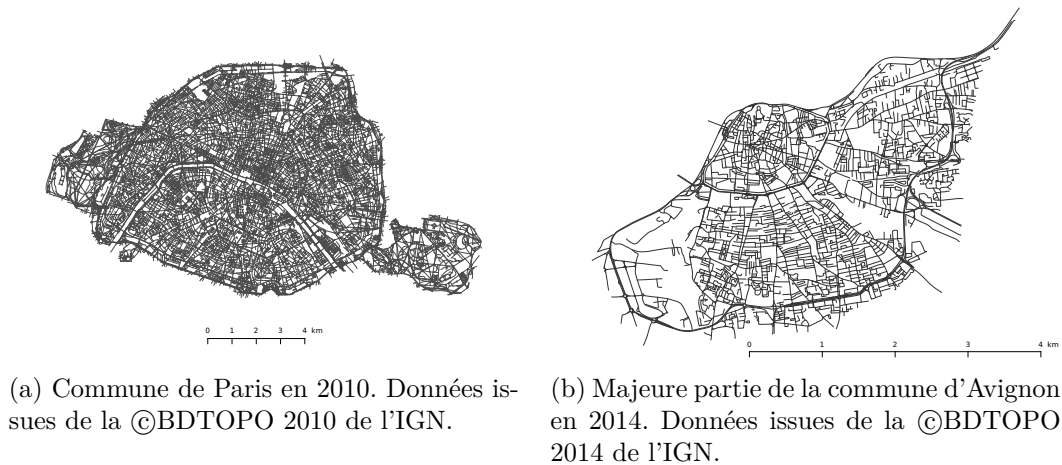 0 1 2 3 4 km
0 1 2 3 4 km
(a) Commune de Paris en 2010. Données is-
sues de la ©BDTOPO 2010 de l'IGN.
(b) Majeure partie de la commune d'Avignon
en 2014. Données issues de la ©BDTOPO
2014 de l'IGN.